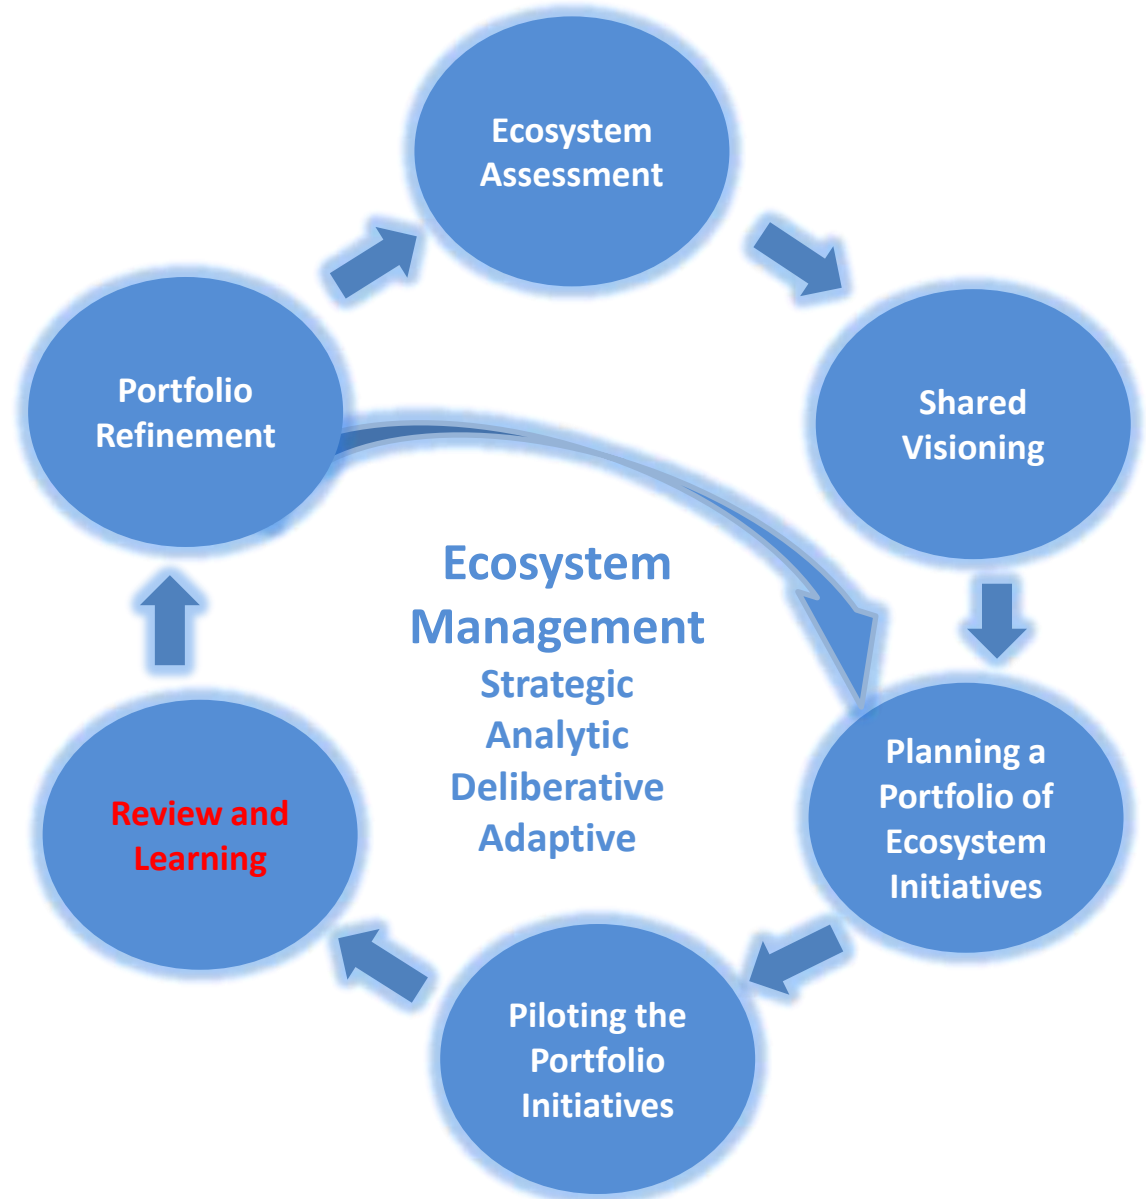 Ecosystem
Assessment
Shared
Visioning
Planning a
Portfolio of
Ecosystem
Initiatives
Piloting the
Portfolio
Initiatives
Review and
Learning
Portfolio
Refinement
Ecosystem
Management
Strategic
Analytic
Deliberative
Adaptive